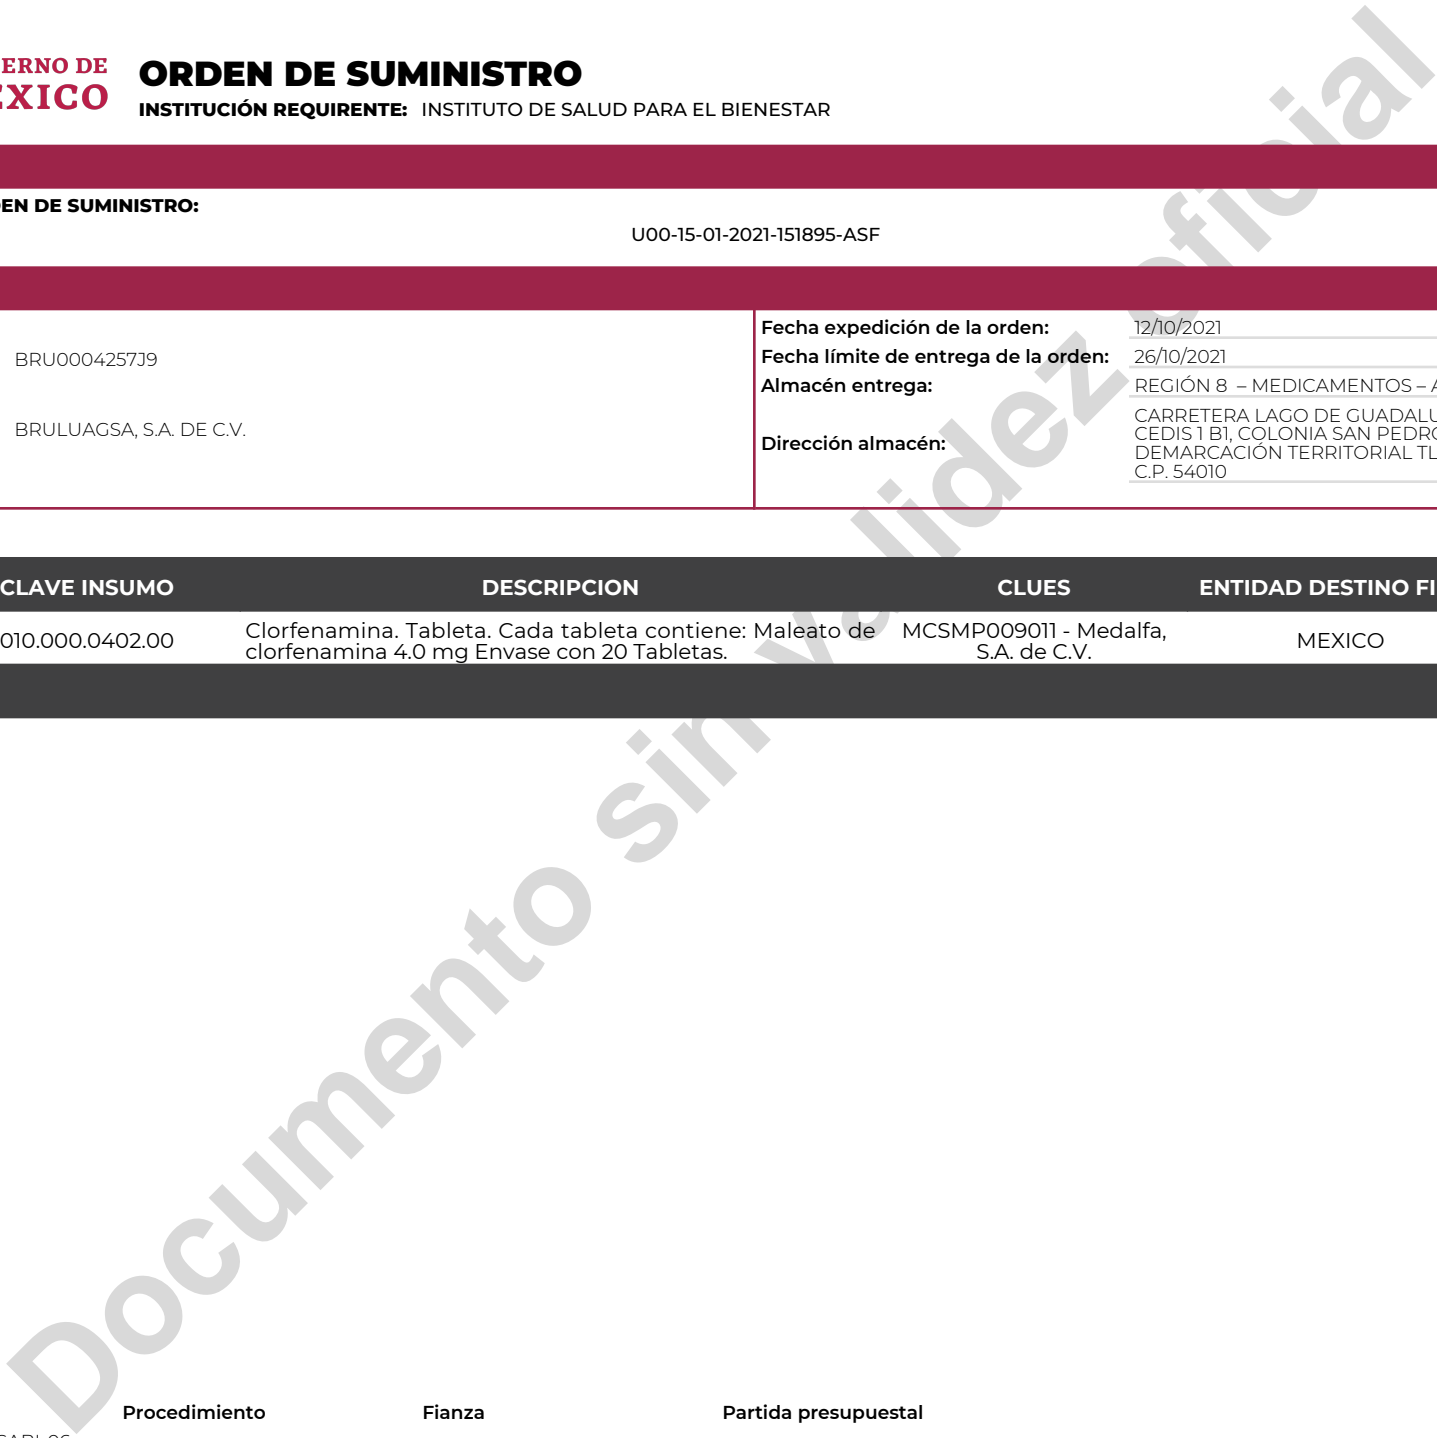 ERNO DE
ÉXICO
ORDEN DE SUMINISTRO
INSTITUCIÓN REQUIRENTE: INSTITUTO DE SALUD PARA EL BIENESTAR
EN DE SUMINISTRO:
U00-15-01-2021-151895-ASF
BRU0004257J9
BRULUAGSA, S.A. DE C.V.
Fecha expedición de la orden: 12/10/2021
Fecha límite de entrega de la orden: 26/10/2021
Almacén entrega: REGIÓN 8 – MEDICAMENTOS – A
Dirección almacén:
CARRETERA LAGO DE GUADALU
CEDIS 1 B1, COLONIA SAN PEDRO
DEMARCACIÓN TERRITORIAL TL
C.P. 54010
CLAVE INSUMO DESCRIPCION CLUES ENTIDAD DESTINO FI
010.000.0402.00
Clorfenamina. Tableta. Cada tableta contiene: Maleato de
clorfenamina 4.0 mg Envase con 20 Tabletas.
MCSMP009011 - Medalfa,
S.A. de C.V.
MEXICO
Documento sin validez oficial
Procedimiento Fianza Partida presupuestal